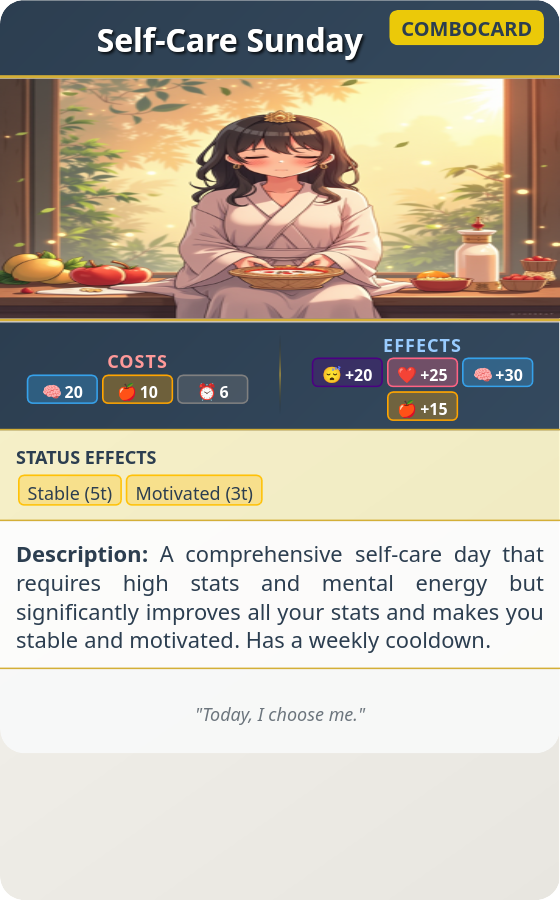 Self-Care Sunday
COMBOCARD
COSTS
🧠 20 🍎 10 ⏰ 6
EFFECTS
😴 +20 ❤️ +25 🧠 +30
🍎 +15
STATUS EFFECTS
Stable (5t) Motivated (3t)
Description: A comprehensive self-care day that
requires high stats and mental energy but
significantly improves all your stats and makes you
stable and motivated. Has a weekly cooldown.
"Today, I choose me."